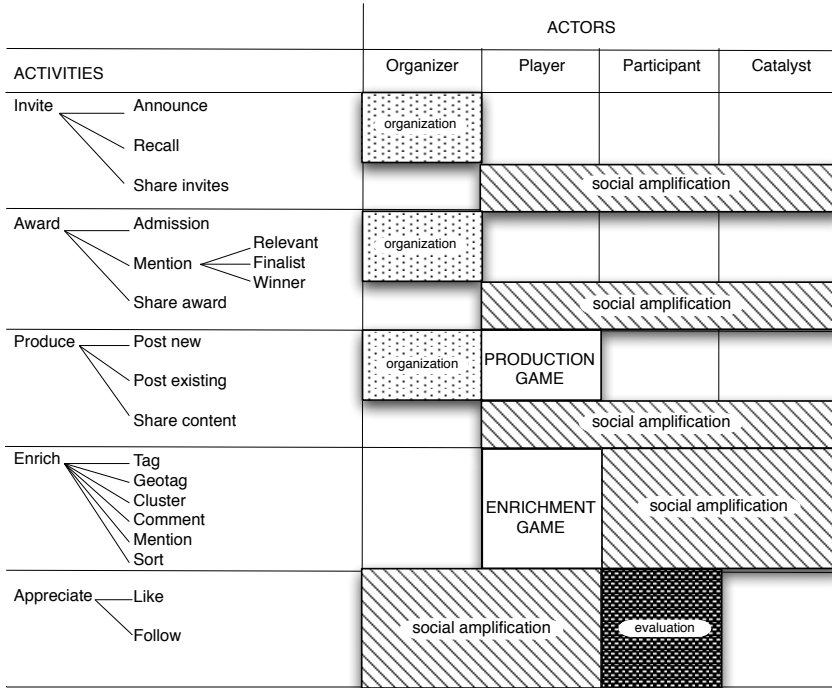 ACTORS
ACTIVITIES
Organizer
Player
Participant
Catalyst
Invite
Announce
organization
Recall
Share invites
social amplification
Award
Admission
organization
Relevant
Mention
Finalist
Winner
Share award
social amplification
Produce
Post new
organization
PRODUCTION
GAME
Post existing
Share content
social amplification
Enrich
Tag
Geotag
Cluster
Comment
Mention
Sort
ENRICHMENT
GAME
social amplification
Appreciate
Like
Follow
social amplification
evaluation